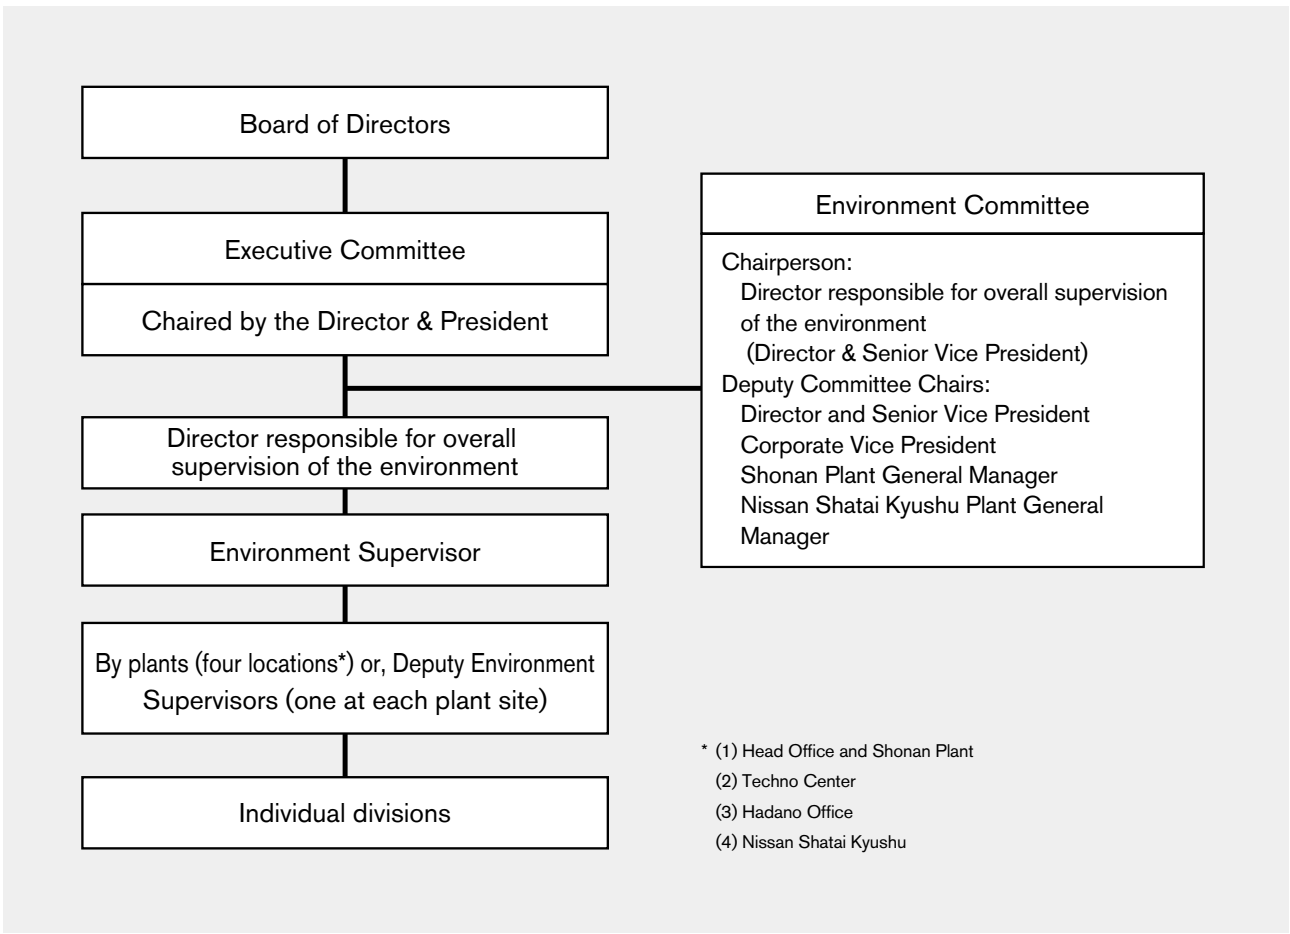 Board of Directors
Executive Committee
Chaired by the Director & President
Director responsible for overall
supervision of the environment
Environment Supervisor
By plants (four locations*) or, Deputy Environment
Supervisors (one at each plant site)
Individual divisions
Environment Committee
Chairperson:
Director responsible for overall supervision
of the environment
(Director & Senior Vice President)
Deputy Committee Chairs:
Director and Senior Vice President
Corporate Vice President
Shonan Plant General Manager
Nissan Shatai Kyushu Plant General
Manager
* (1) Head Office and Shonan Plant
(2) Techno Center
(3) Hadano Office
(4) Nissan Shatai Kyushu